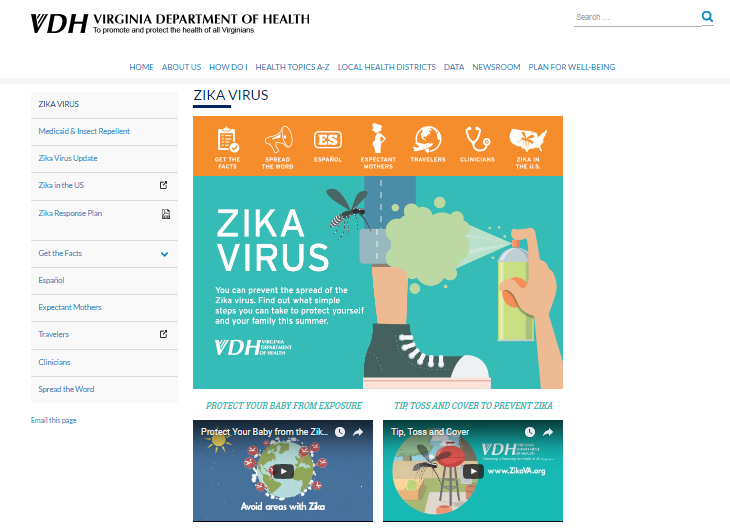 VDH VIRGINIA DEPARTMENT OF HEALTH
To promote and protect the health of all Virginians
Search ...
HOME ABOUT US HOW DO I HEALTH TOPICS A-Z LOCAL HEALTH DISTRICTS DATA NEWSROOM PLAN FOR WELL-BEING
ZIKA VIRUS
Medicaid & Insect Repellent
Zika Virus Update
Zika in the US
Zika Response Plan
Get the Facts
Español
Expectant Mothers
Travelers
Clinicians
Spread the Word
Email this page
ZIKA VIRUS
GET THE
FACTS
SPREAD
THE WORD
ES
ESPAÑOL
EXPECTANT
MOTHERS
TRAVELERS
CLINICIANS
ZIKA IN
THE U.S.
ZIKA
VIRUS
You can prevent the spread of the
Zika virus. Find out what simple
steps you can take to protect yourself
and your family this summer.
VDH VIRGINIA
DEPARTMENT
OF HEALTH
PROTECT YOUR BABY FROM EXPOSURE
Protect Your Baby from the Zik...
Avoid areas with Zika
TIP, TOSS AND COVER TO PREVENT ZIKA
Tip, Toss and Cover
VDH VIRGINIA
DEPARTMENT
OF HEALTH
www.ZikaVA.org